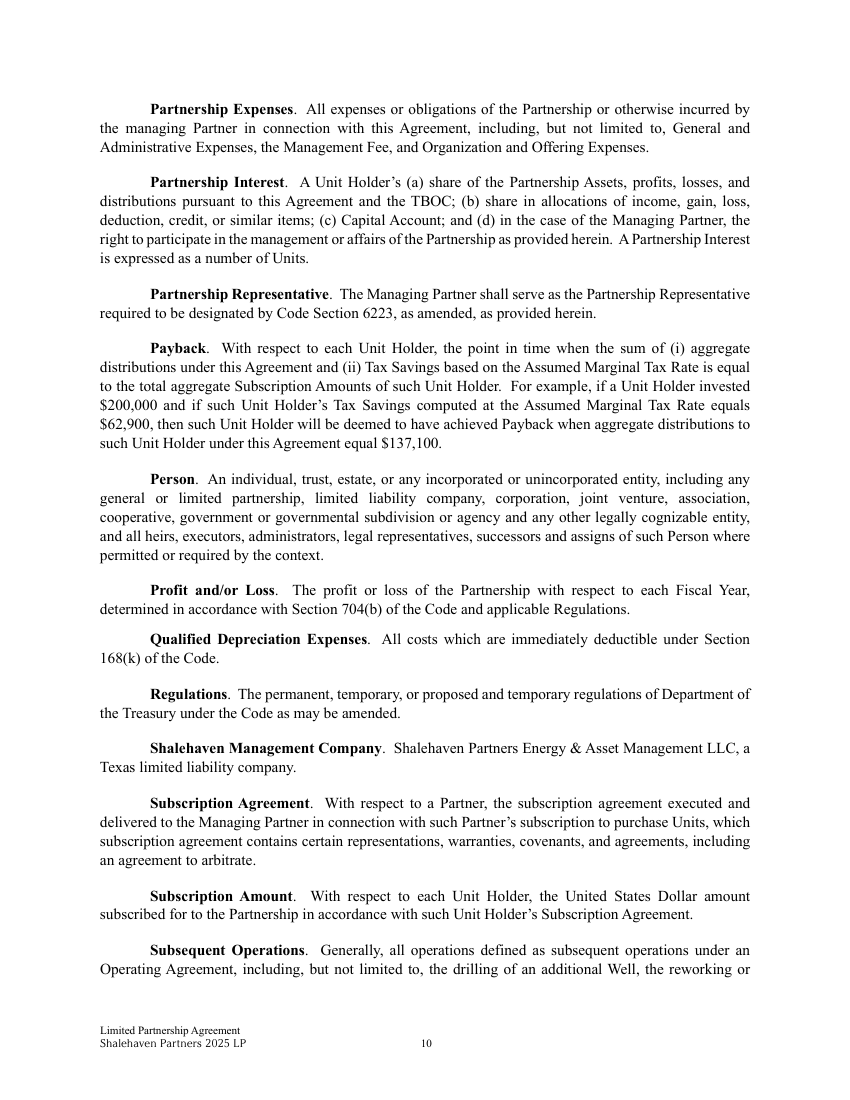 Partnership Expenses. All expenses or obligations of the Partnership or otherwise incurred by
the managing Partner in connection with this Agreement, including, but not limited to, General and
Administrative Expenses, the Management Fee, and Organization and Offering Expenses.
Partnership Interest. A Unit Holder’s (a) share of the Partnership Assets, profits, losses, and
distributions pursuant to this Agreement and the TBOC; (b) share in allocations of income, gain, loss,
deduction, credit, or similar items; (c) Capital Account; and (d) in the case of the Managing Partner, the
right to participate in the management or affairs of the Partnership as provided herein. A Partnership Interest
is expressed as a number of Units.
Partnership Representative. The Managing Partner shall serve as the Partnership Representative
required to be designated by Code Section 6223, as amended, as provided herein.
Payback. With respect to each Unit Holder, the point in time when the sum of (i) aggregate
distributions under this Agreement and (ii) Tax Savings based on the Assumed Marginal Tax Rate is equal
to the total aggregate Subscription Amounts of such Unit Holder. For example, if a Unit Holder invested
$200,000 and if such Unit Holder’s Tax Savings computed at the Assumed Marginal Tax Rate equals
$62,900, then such Unit Holder will be deemed to have achieved Payback when aggregate distributions to
such Unit Holder under this Agreement equal $137,100.
Person. An individual, trust, estate, or any incorporated or unincorporated entity, including any
general or limited partnership, limited liability company, corporation, joint venture, association,
cooperative, government or governmental subdivision or agency and any other legally cognizable entity,
and all heirs, executors, administrators, legal representatives, successors and assigns of such Person where
permitted or required by the context.
Profit and/or Loss. The profit or loss of the Partnership with respect to each Fiscal Year,
determined in accordance with Section 704(b) of the Code and applicable Regulations.
Qualified Depreciation Expenses. All costs which are immediately deductible under Section
168(k) of the Code.
Regulations. The permanent, temporary, or proposed and temporary regulations of Department of
the Treasury under the Code as may be amended.
Shalehaven Management Company. Shalehaven Partners Energy & Asset Management LLC, a
Texas limited liability company.
Subscription Agreement. With respect to a Partner, the subscription agreement executed and
delivered to the Managing Partner in connection with such Partner’s subscription to purchase Units, which
subscription agreement contains certain representations, warranties, covenants, and agreements, including
an agreement to arbitrate.
Subscription Amount. With respect to each Unit Holder, the United States Dollar amount
subscribed for to the Partnership in accordance with such Unit Holder’s Subscription Agreement.
Subsequent Operations. Generally, all operations defined as subsequent operations under an
Operating Agreement, including, but not limited to, the drilling of an additional Well, the reworking or
Limited Partnership Agreement
Shalehaven Partners 2025 LP 10